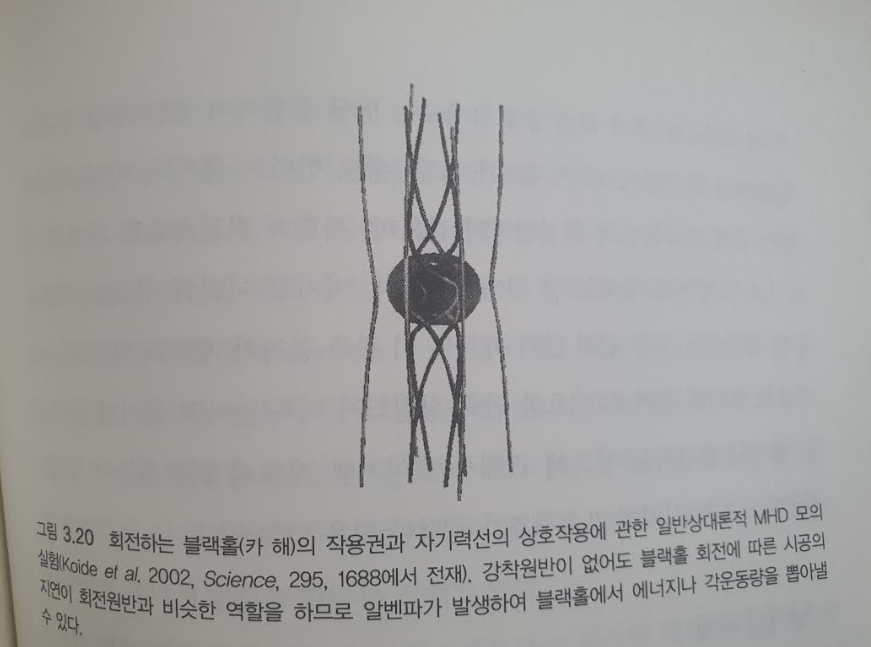 그림 3.20 회전하는 블랙홀(카 해)의 작용권과 자기력선의 상호작용에 관한 일반상대론적 MHD 모의
실험(Koide et al. 2002, Science, 295, 1688에서 전재). 강착원반이 없어도 블랙홀 회전에 따른 시공의
지연이 회전원반과 비슷한 역할을 하므로 알벤파가 발생하여 블랙홀에서 에너지나 각운동량을 뽑아낼
수 있다.